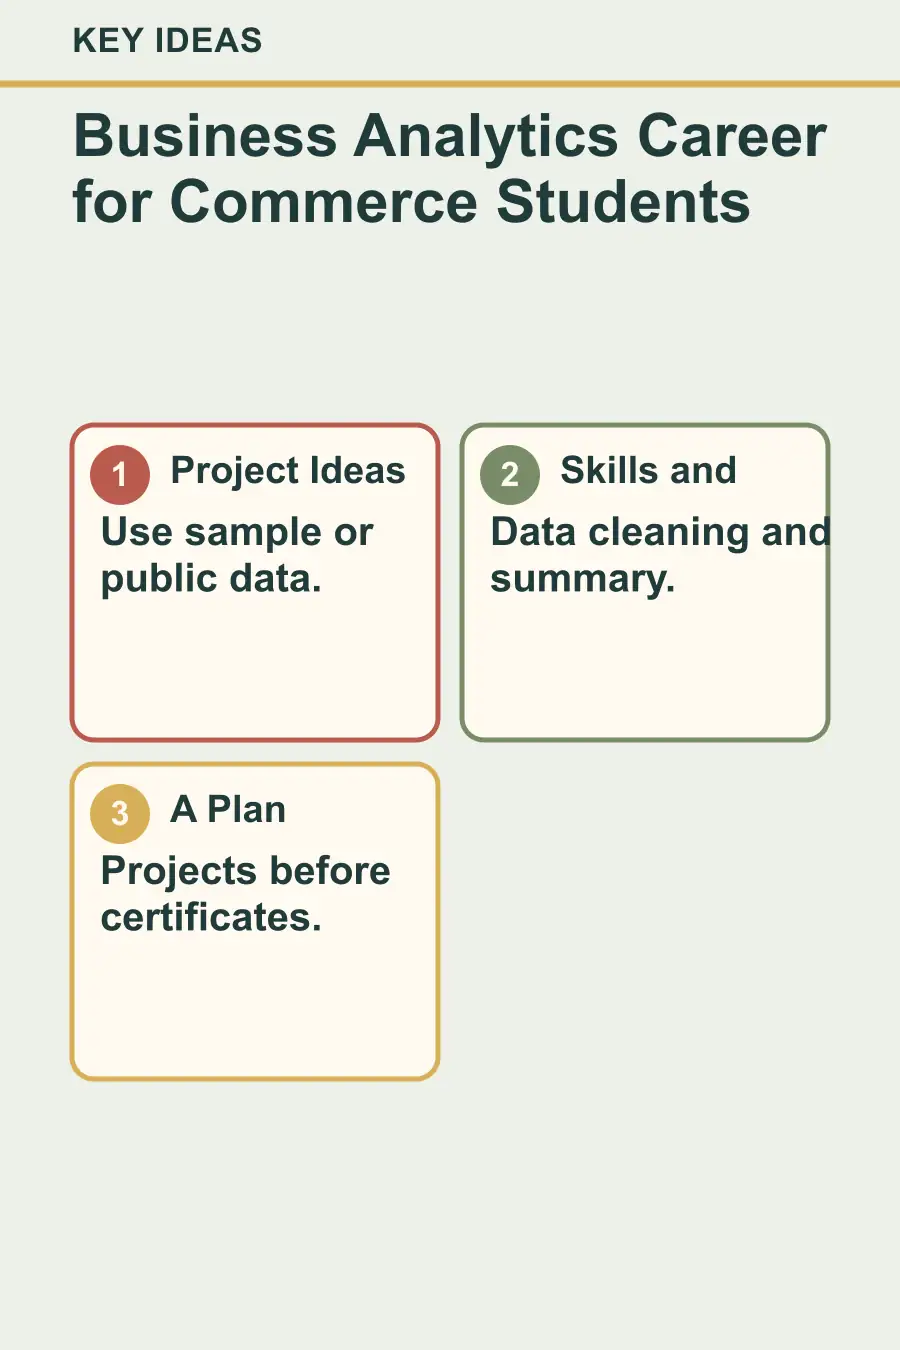 KEY IDEAS
Business Analytics Career
for Commerce Students
1 Project Ideas
Use sample or
public data.
2 Skills and
Data cleaning and
summary.
3 A Plan
Projects before
certificates.